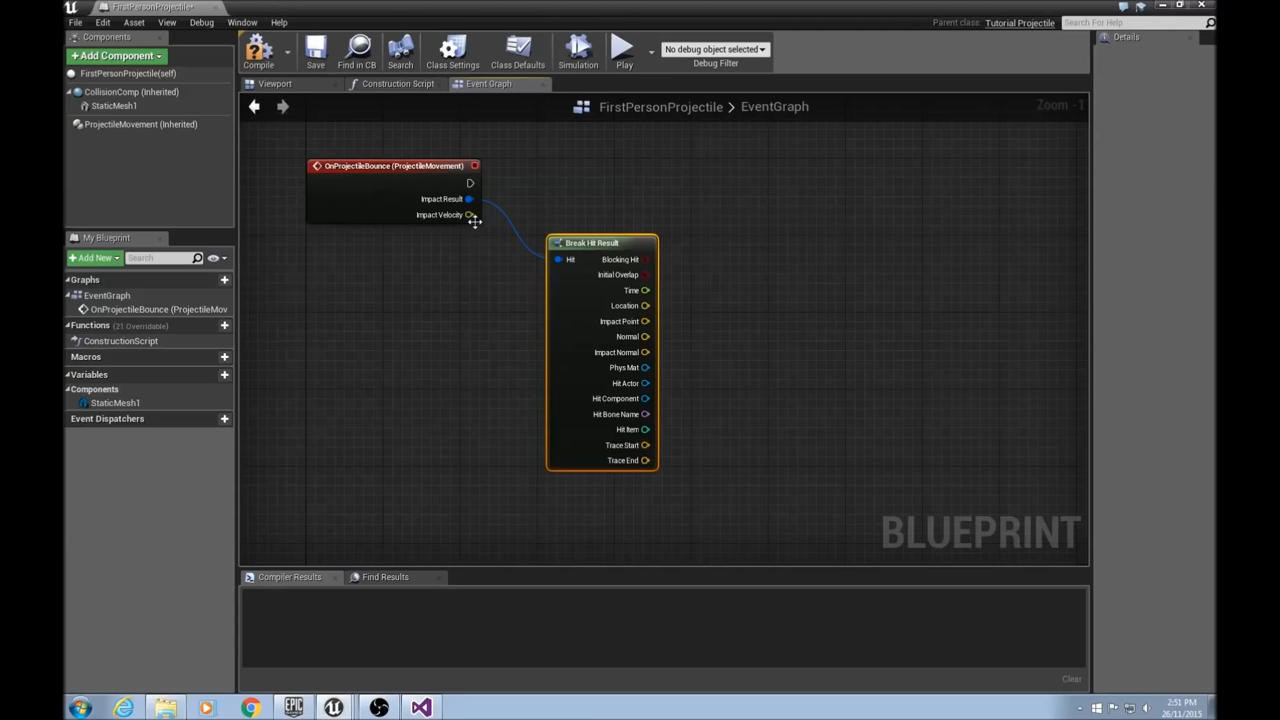 FirstPersonProjectile*
File Edit Asset View Debug Window Help
Parent class: Tutorial Projectile
Search For Help
Components
Add Component
FirstPersonProjectile(self)
CollisionComp (Inherited)
StaticMesh1
ProjectileMovement (Inherited)
Compile
Save
Find in CB
Search
Class Settings
Class Defaults
Simulation
Play
No debug object selected
Debug Filter
Details
Viewport
Construction Script
Event Graph
FirstPersonProjectile > EventGraph
Zoom -1
OnProjectileBounce (ProjectileMovement)
Impact Result
Impact Velocity
Break Hit Result
Hit
Blocking Hit
Initial Overlap
Time
Location
Impact Point
Normal
Impact Normal
Phys Mat
Hit Actor
Hit Component
Hit Bone Name
Hit Item
Trace Start
Trace End
BLUEPRINT
My Blueprint
Add New
Search
Graphs
EventGraph
OnProjectileBounce (ProjectileMov
Functions (21 Overridable)
ConstructionScript
Macros
Variables
Components
StaticMesh1
Event Dispatchers
Compiler Results
Find Results
Clear
EPIC
2:51 PM
26/11/2015